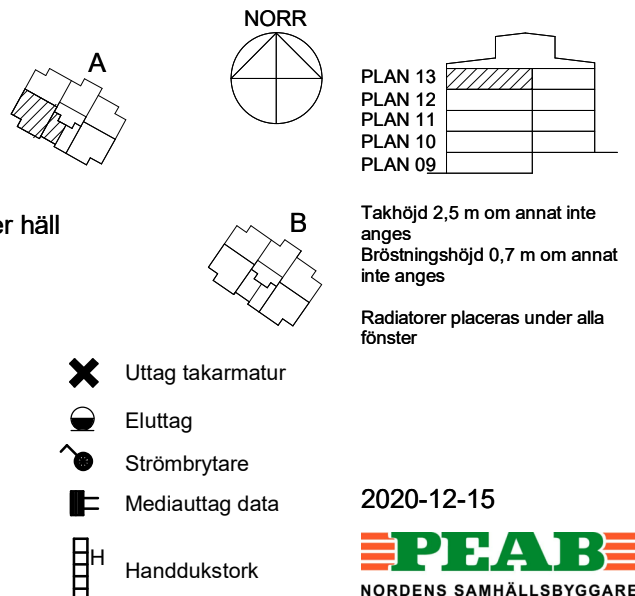 NORR
A
PLAN 13
PLAN 12
PLAN 11
PLAN 10
PLAN 09
er häll
B
Takhöjd 2,5 m om annat inte
anges
Bröstningshöjd 0,7 m om annat
inte anges
Radiatorer placeras under alla
fönster
Uttag takarmatur
Eluttag
Strömbrytare
Mediauttag data
H
Handdukstork
2020-12-15
PEAB
NORDENS SAMHÄLLSBYGGARE